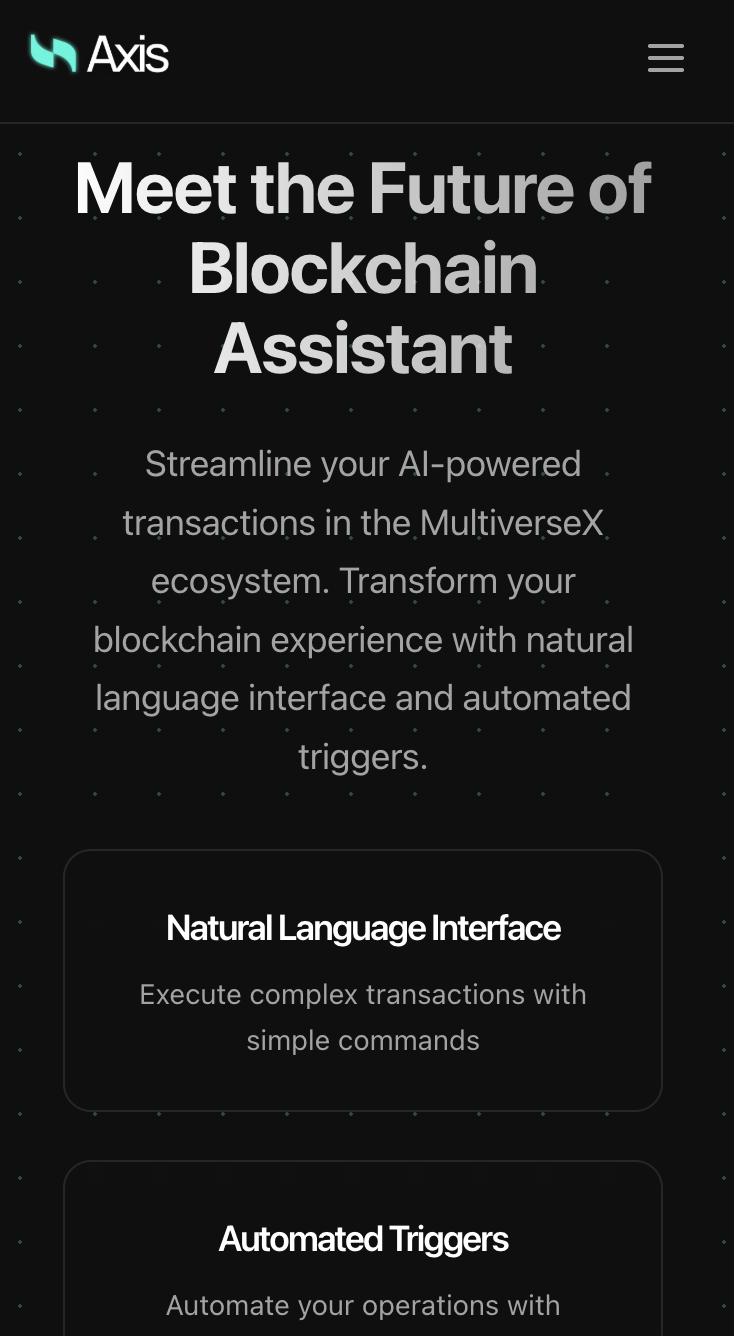 Axis
Meet the Future of
Blockchain
Assistant
Streamline your AI-powered
transactions in the MultiverseX
ecosystem. Transform your
blockchain experience with natural
language interface and automated
triggers.
Natural Language Interface
Execute complex transactions with
simple commands
Automated Triggers
Automate your operations with